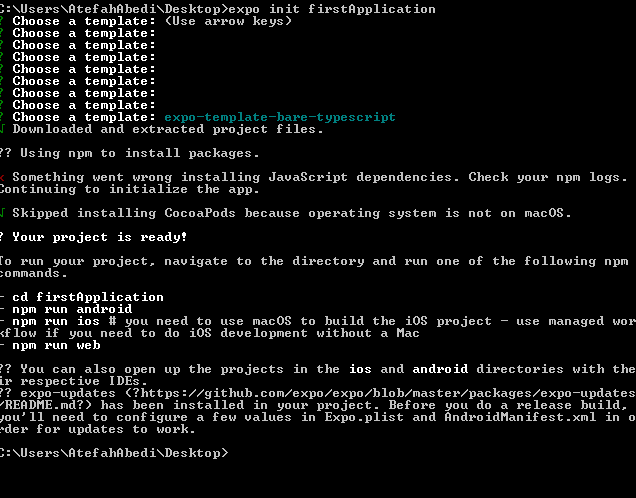 C:\Users\AtefahAbedi\Desktop>expo init firstApplication
? Choose a template: (Use arrow keys)
? Choose a template:
? Choose a template:
? Choose a template:
? Choose a template:
? Choose a template:
? Choose a template:
? Choose a template:
? Choose a template: expo-template-bare-typescript
√ Downloaded and extracted project files.
?? Using npm to install packages.
x Something went wrong installing JavaScript dependencies. Check your npm logs.
Continuing to initialize the app.
√ Skipped installing CocoaPods because operating system is not on macOS.
? Your project is ready!
To run your project, navigate to the directory and run one of the following npm
commands.
- cd firstApplication
- npm run android
- npm run ios # you need to use macOS to build the iOS project - use managed wor
kflow if you need to do iOS development without a Mac
- npm run web
?? You can also open up the projects in the ios and android directories with the
ir respective IDEs.
?? expo-updates (?https://github.com/expo/expo/blob/master/packages/expo-updates
/README.md?) has been installed in your project. Before you do a release build,
you'll need to configure a few values in Expo.plist and AndroidManifest.xml in o
rder for updates to work.
C:\Users\AtefahAbedi\Desktop>